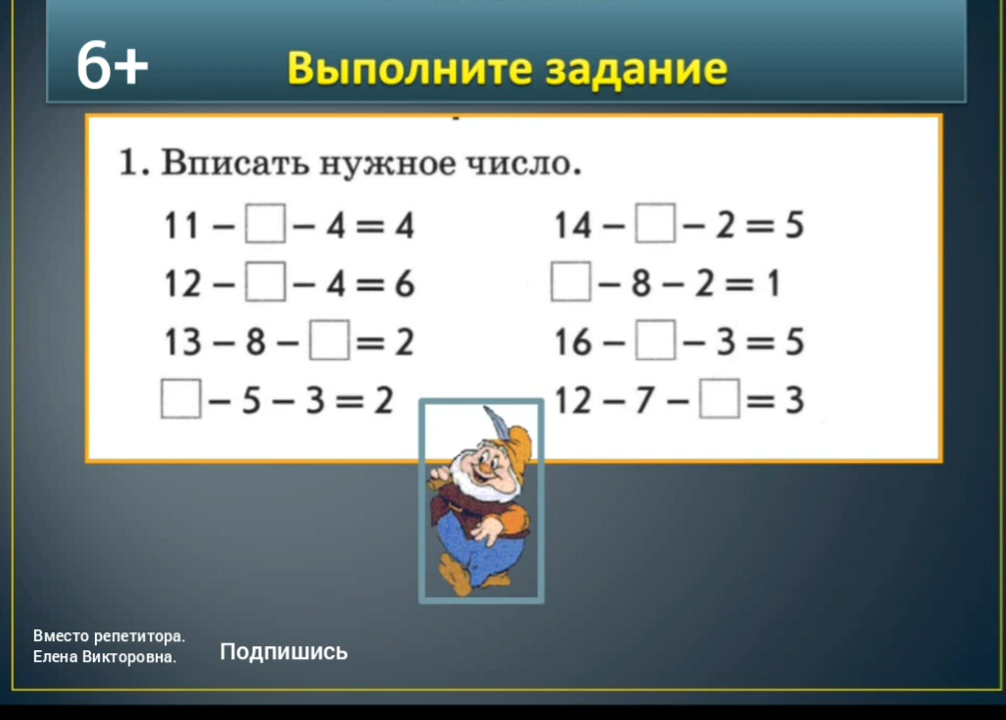 6+
Выполните задание
1. Вписать нужное число.
11 – □ – 4 = 4
14 – □ – 2 = 5
12 – □ – 4 = 6
□ – 8 – 2 = 1
13 – 8 – □ = 2
16 – □ – 3 = 5
□ – 5 – 3 = 2
12 – 7 – □ = 3
Вместо репетитора.
Елена Викторовна.
Подпишись